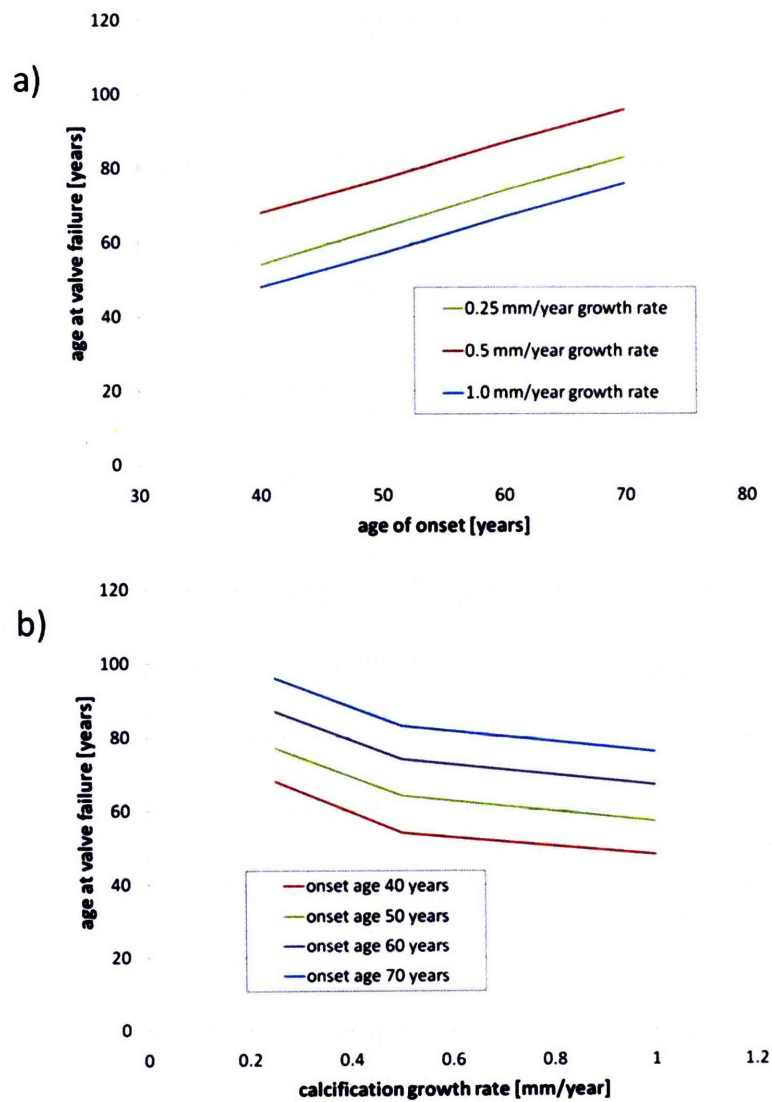 a)
120
100
80
60
40
20
0
age at valve failure [years]
0.25 mm/year growth rate
0.5 mm/year growth rate
1.0 mm/year growth rate
30 40 50 60 70 80
age of onset [years]
b)
120
100
80
60
40
20
0
age at valve failure [years]
onset age 40 years
onset age 50 years
onset age 60 years
onset age 70 years
0 0.2 0.4 0.6 0.8 1 1.2
calcification growth rate [mm/year]